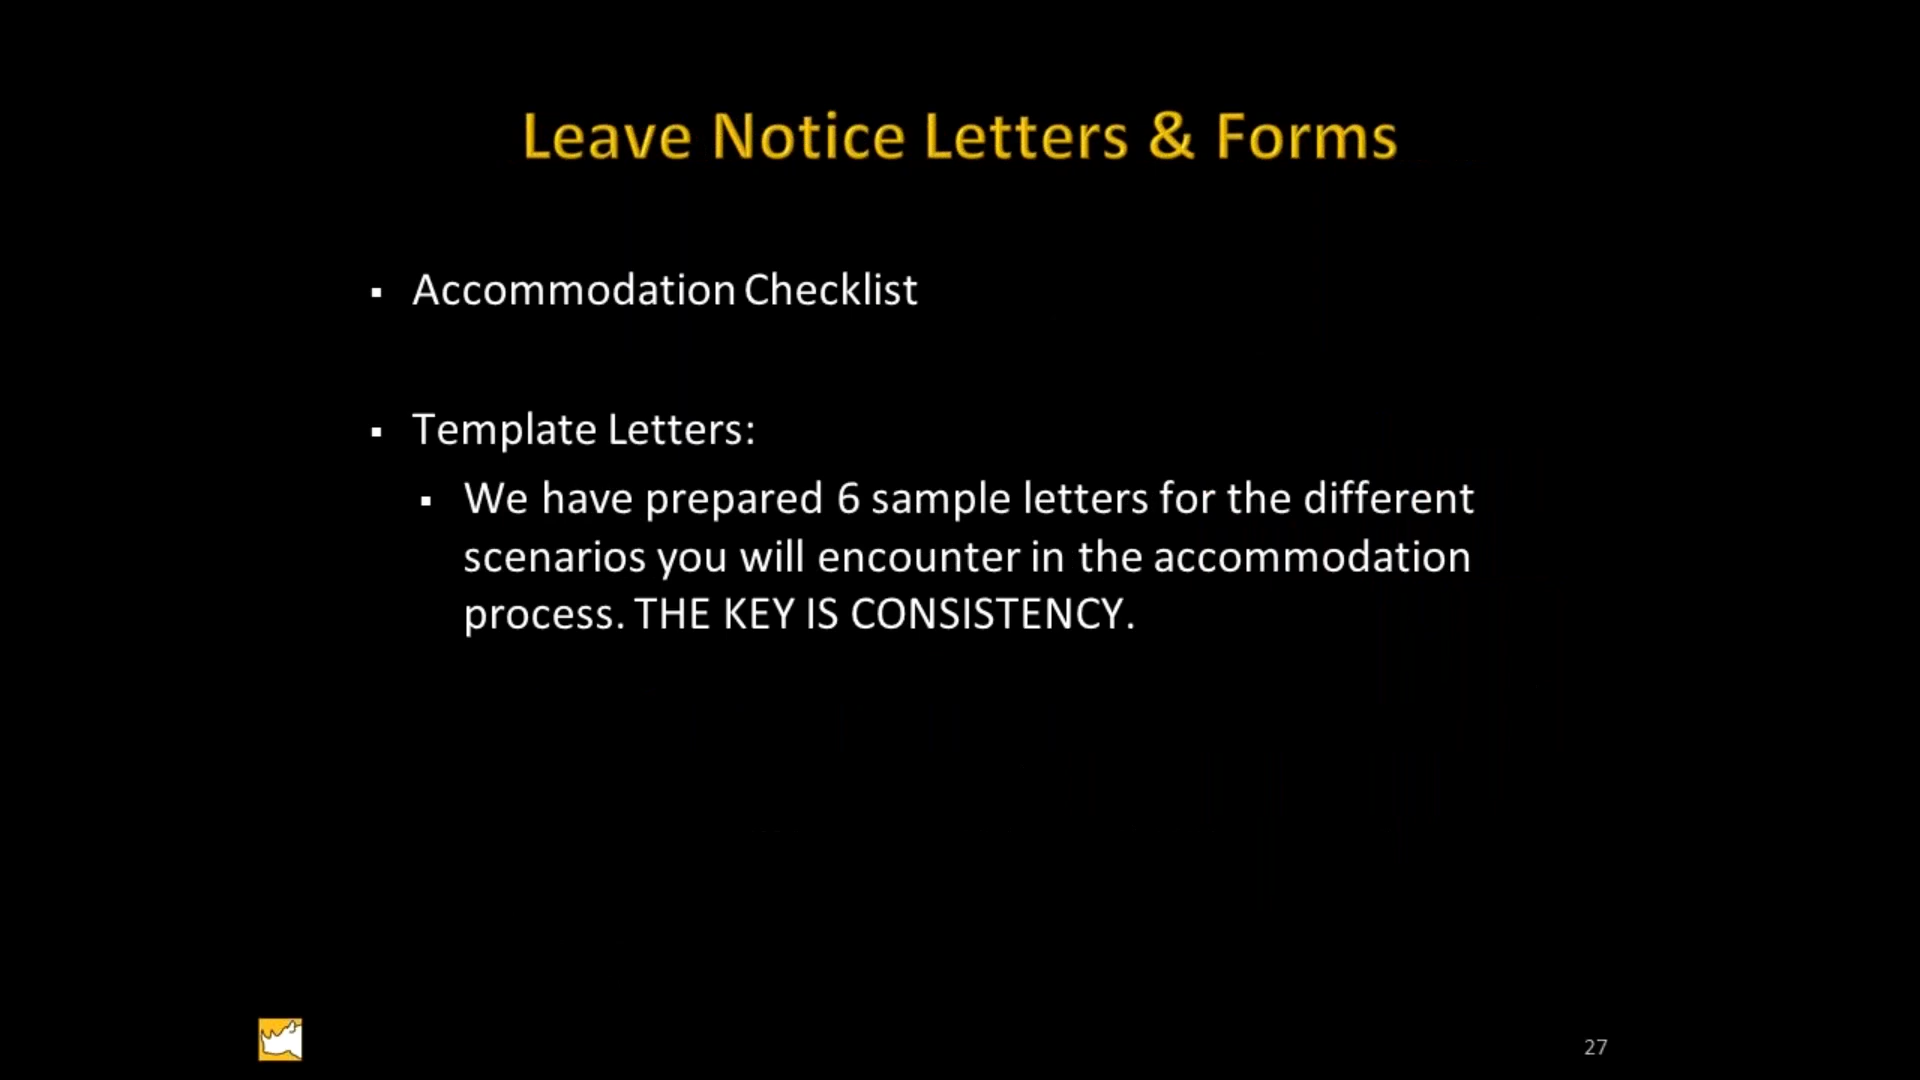 Leave Notice Letters & Forms
▪ Accommodation Checklist
▪ Template Letters:
▪ We have prepared 6 sample letters for the different
scenarios you will encounter in the accommodation
process. THE KEY IS CONSISTENCY.
27